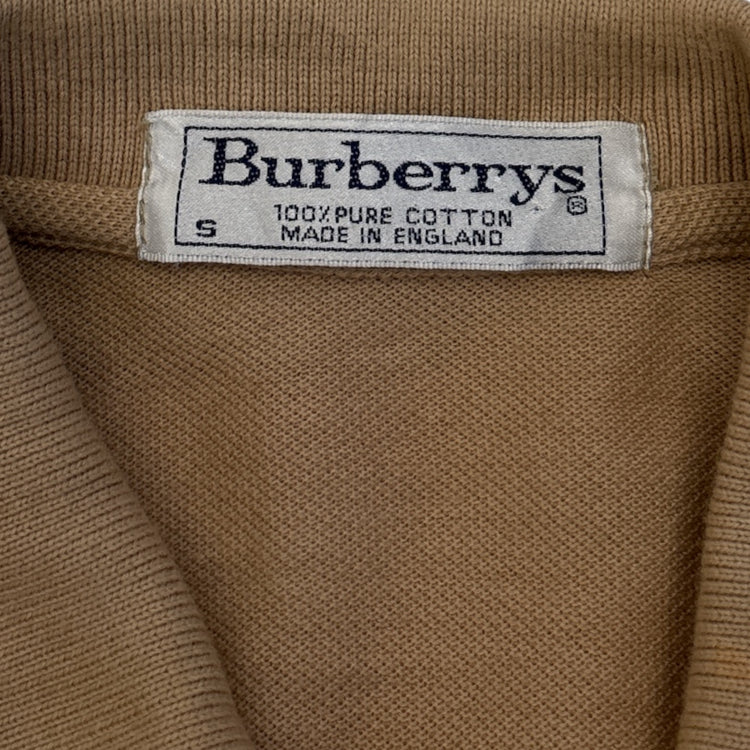 Burberrys ®
S
100% PURE COTTON
MADE IN ENGLAND